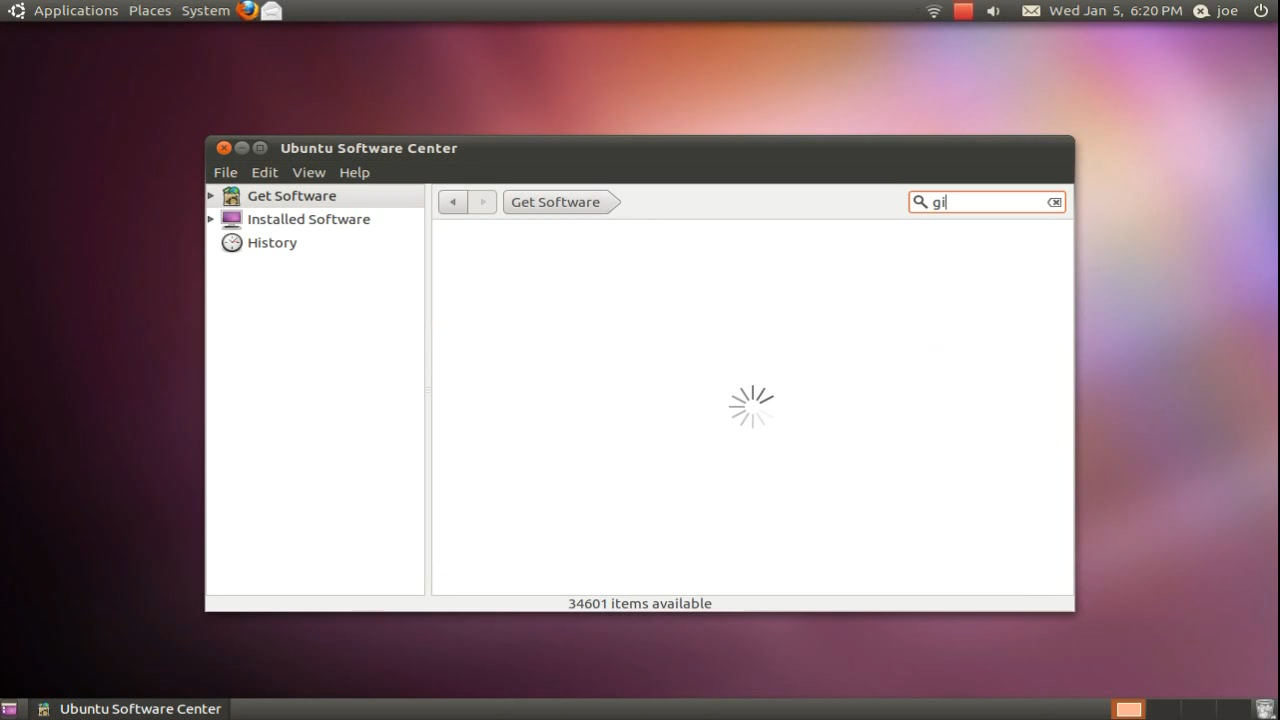 Applications Places System Wed Jan 5, 6:20 PM joe
Ubuntu Software Center
File Edit View Help
Get Software
Installed Software
History
Get Software
gi
34601 items available
Ubuntu Software Center